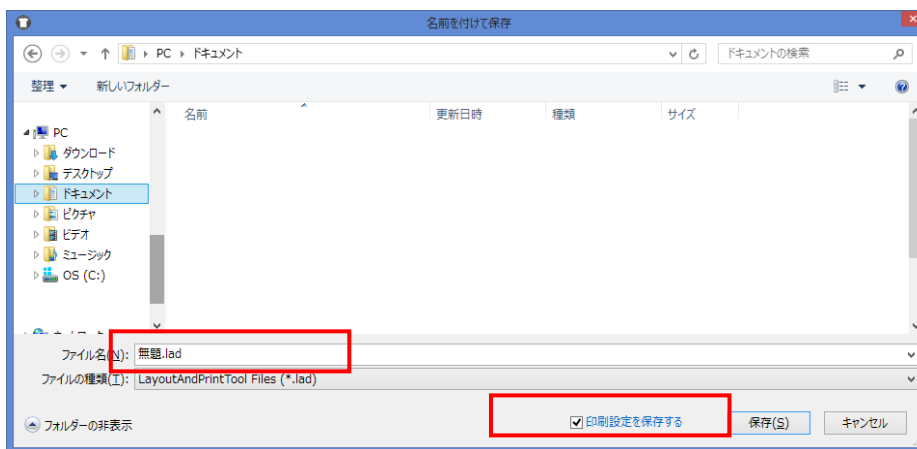 名前を付けて保存
PC ドキュメント
ドキュメントの検索
整理 新しいフォルダー
名前 更新日時 種類 サイズ
PC
ダウンロード
デスクトップ
ドキュメント
ピクチャ
ビデオ
ミュージック
OS (C:)
ファイル名(N): 無題.lad
ファイルの種類(T): LayoutAndPrintTool Files (*.lad)
フォルダーの非表示
印刷設定を保存する
保存(S)
キャンセル